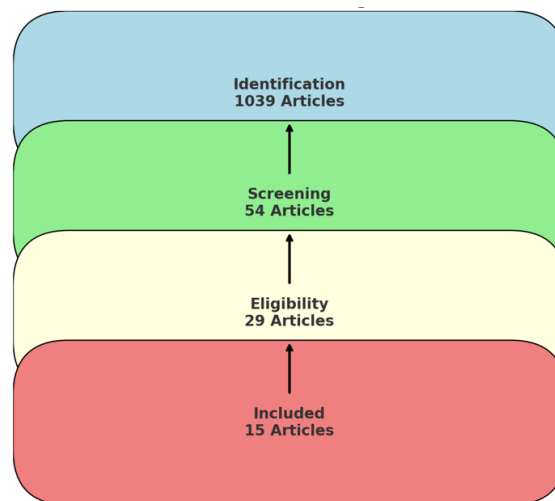 Identification
1039 Articles
Screening
54 Articles
Eligibility
29 Articles
Included
15 Articles